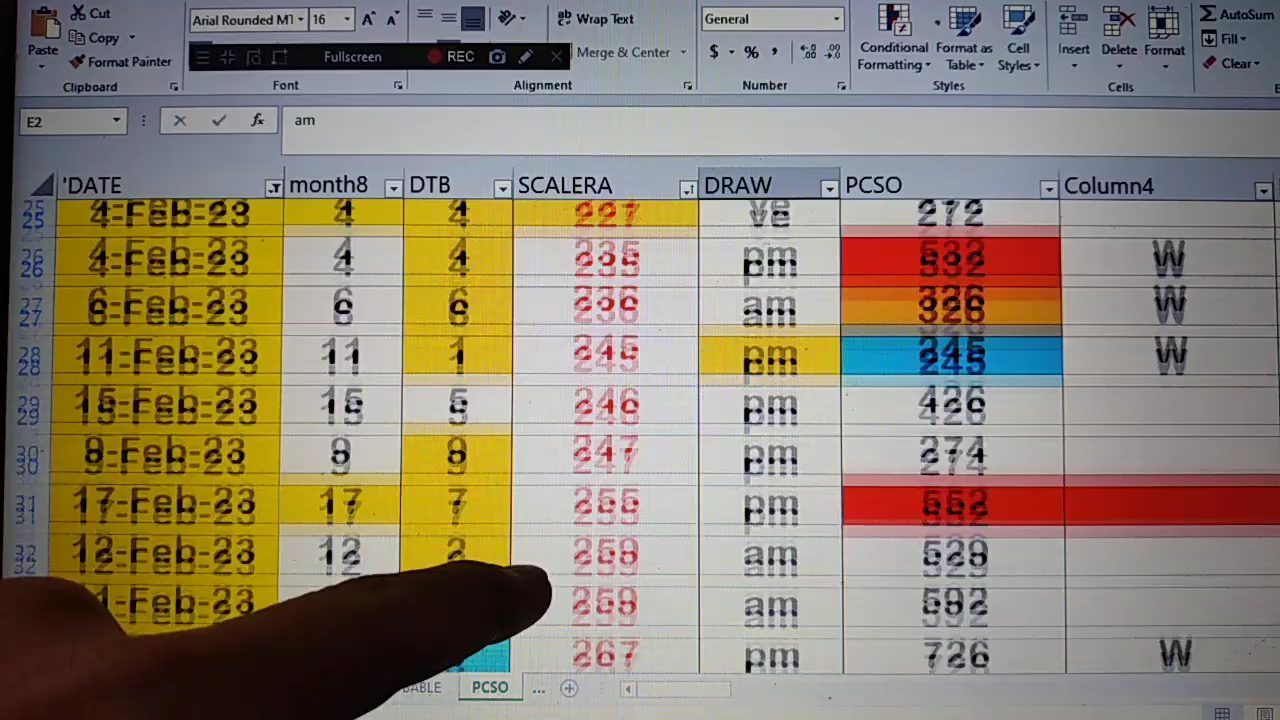 Cut
Copy
Format Painter
Paste
Clipboard
Arial Rounded MT
16
Font
Fullscreen
REC
Wrap Text
Merge & Center
Alignment
General
$ % ,
Number
Conditional Formatting
Format as Table
Cell Styles
Styles
Insert
Delete
Format
Cells
AutoSum
Fill
Clear
E2
fx
am
'DATE month8 DTB SCALERA DRAW PCSO Column4
25 4-Feb-23 4 4 227 272
26 4-Feb-23 4 4 235 pm 532 W
27 6-Feb-23 6 6 236 am 326 W
28 11-Feb-23 11 1 245 pm 245 W
29 15-Feb-23 15 5 246 pm 426
30 9-Feb-23 9 9 247 pm 274
31 17-Feb-23 17 7 255 pm 552
32 12-Feb-23 12 2 259 am 529
-Feb-23 259 am 592
267 pm 726 W
PCSO
...